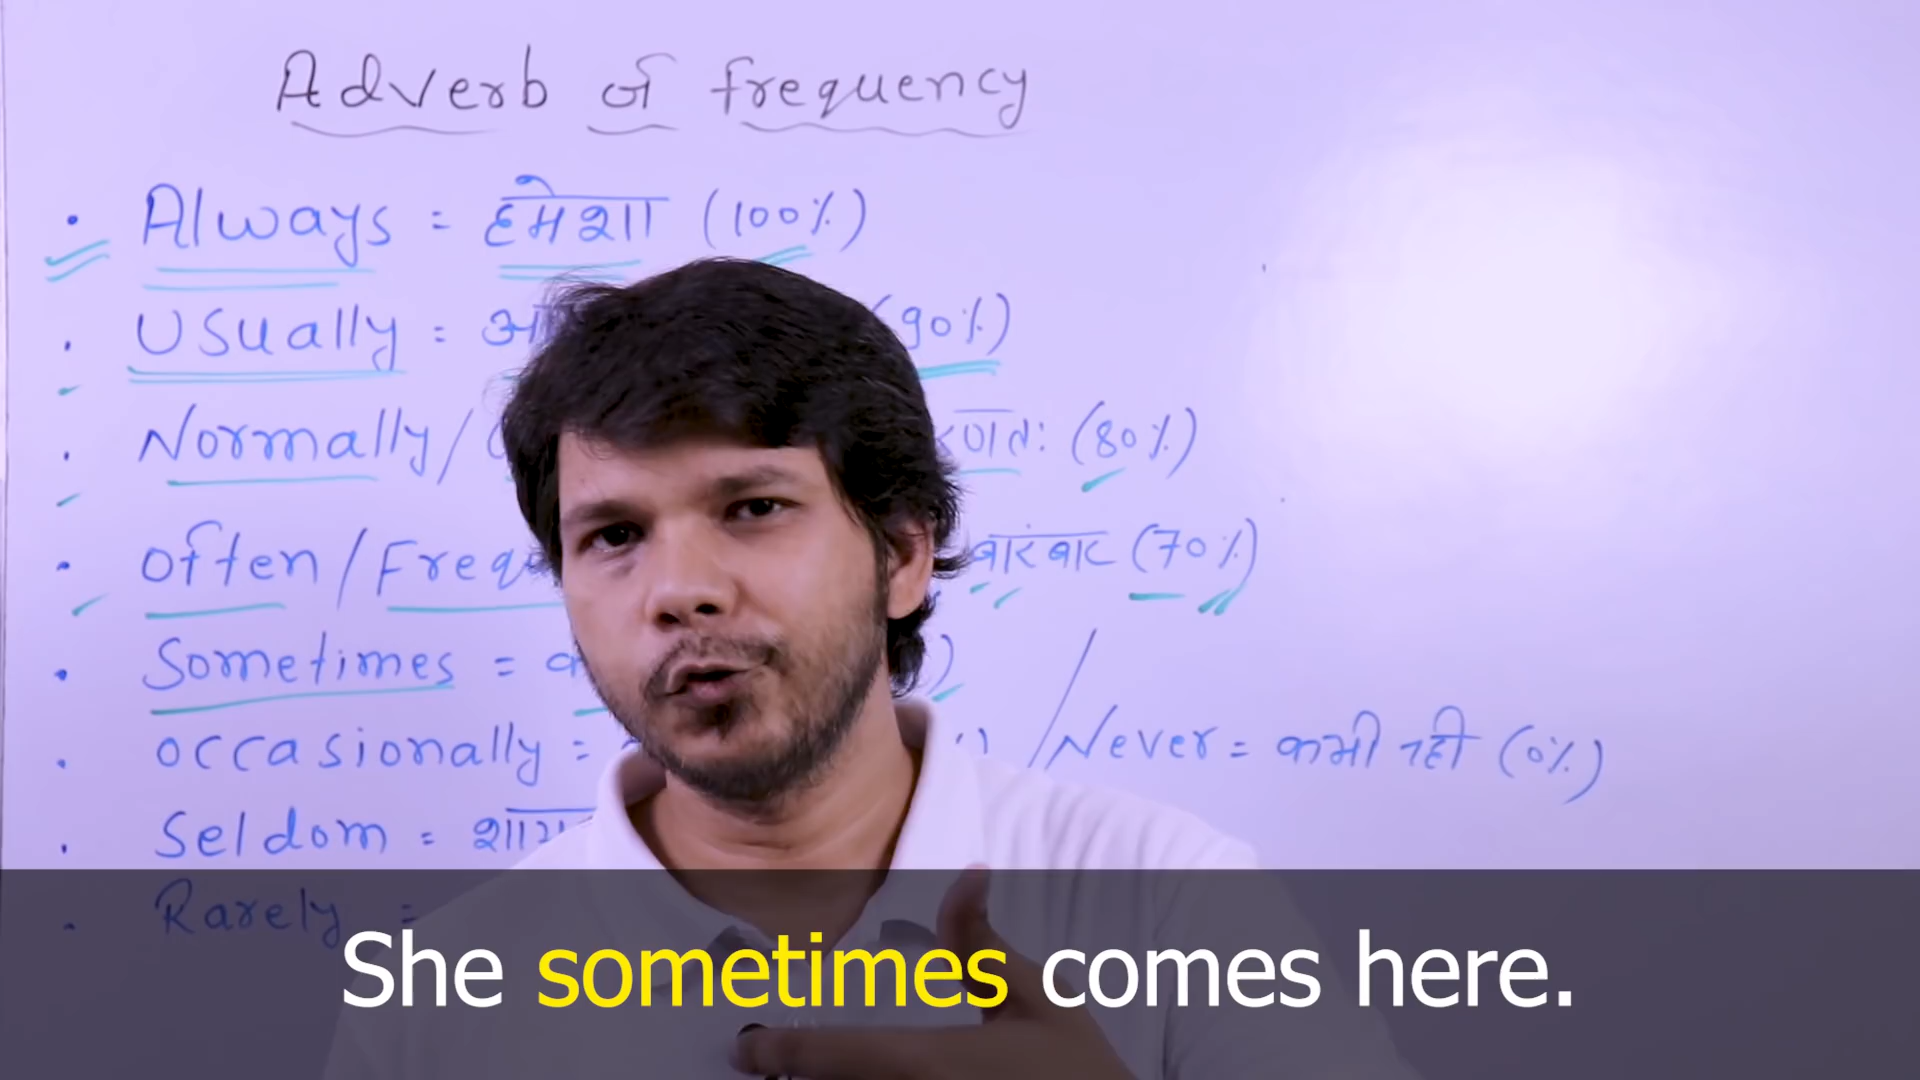 Adverb of frequency
• Always = हमेशा (100%)
• Usually = (90%)
• Normally / (80%)
• Often / बारंबार (70%)
• Sometimes =
• Occasionally = / Never = कभी नहीं (0%)
• Seldom =
• Rarely =
She sometimes comes here.